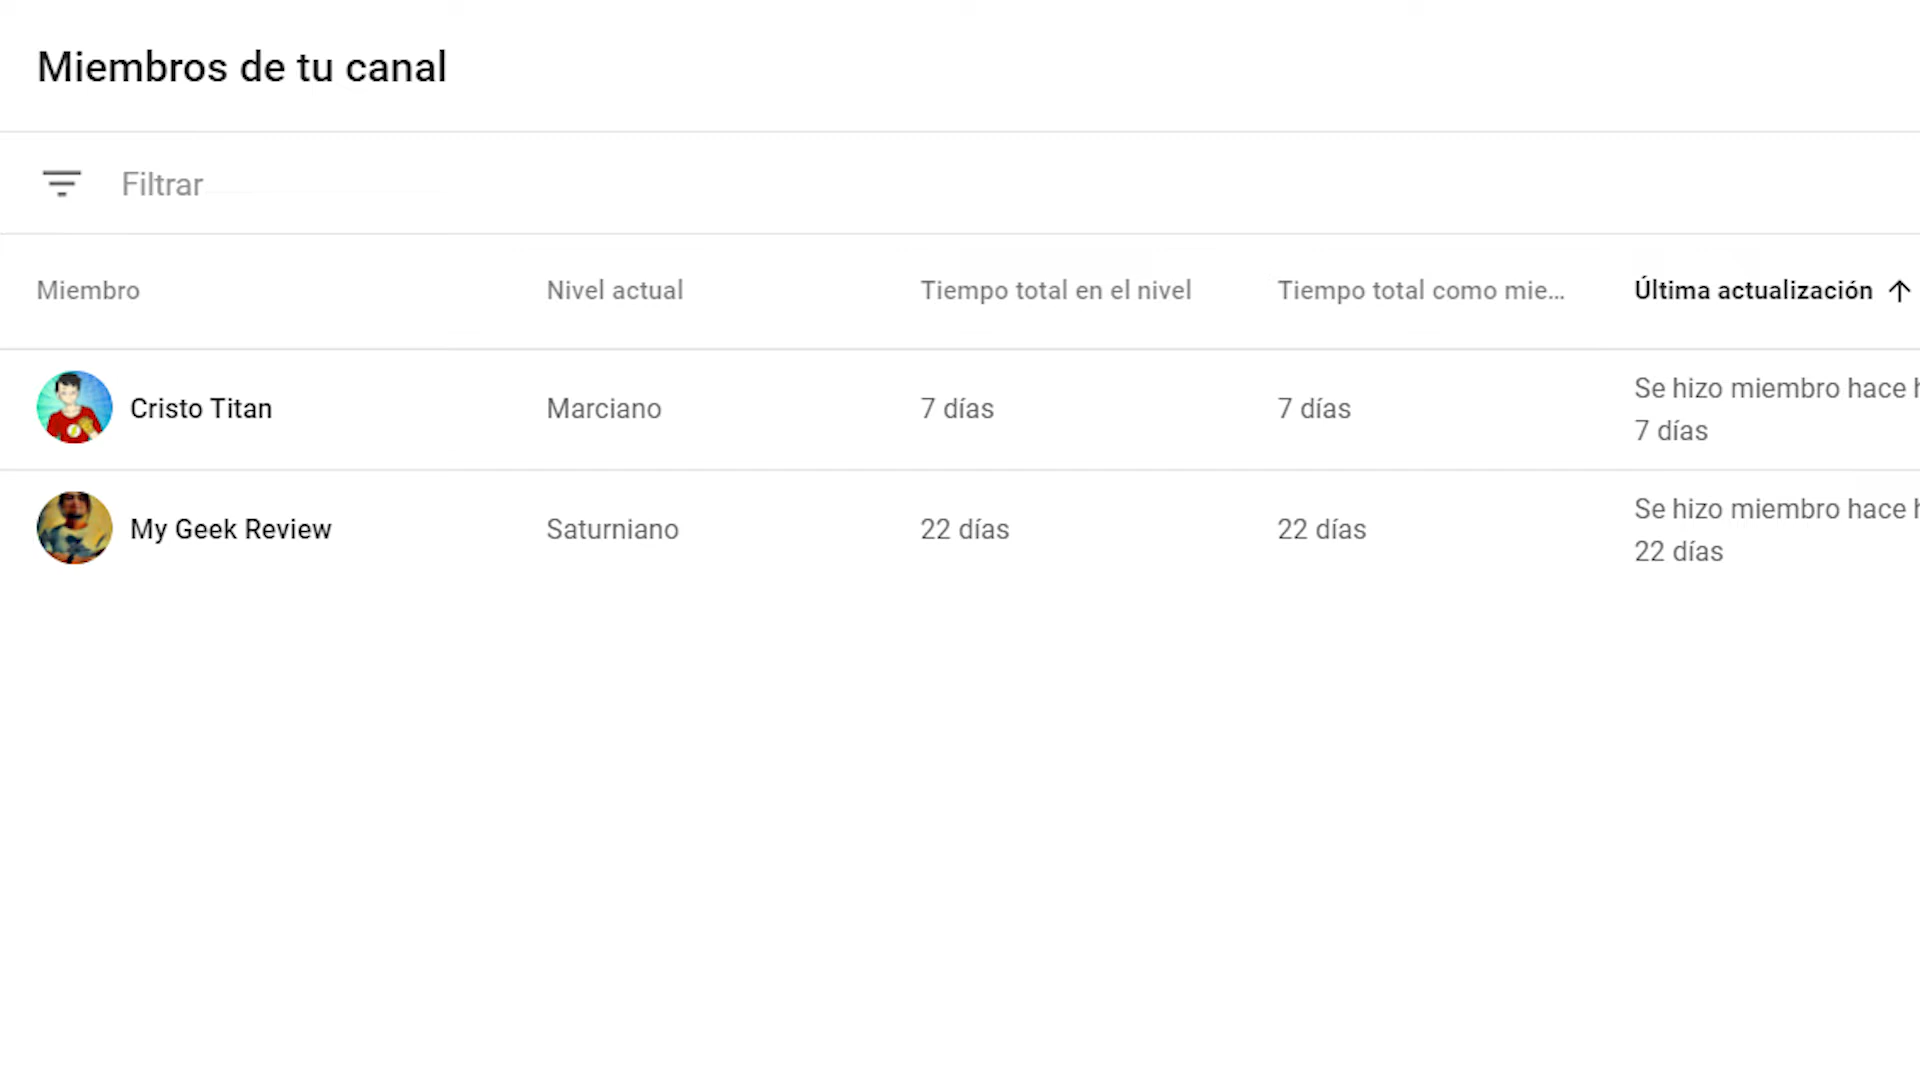 Miembros de tu canal
Filtrar
Miembro Nivel actual Tiempo total en el nivel Tiempo total como mie... Última actualización
Cristo Titan Marciano 7 días 7 días Se hizo miembro hace
7 días
My Geek Review Saturniano 22 días 22 días Se hizo miembro hace
22 días